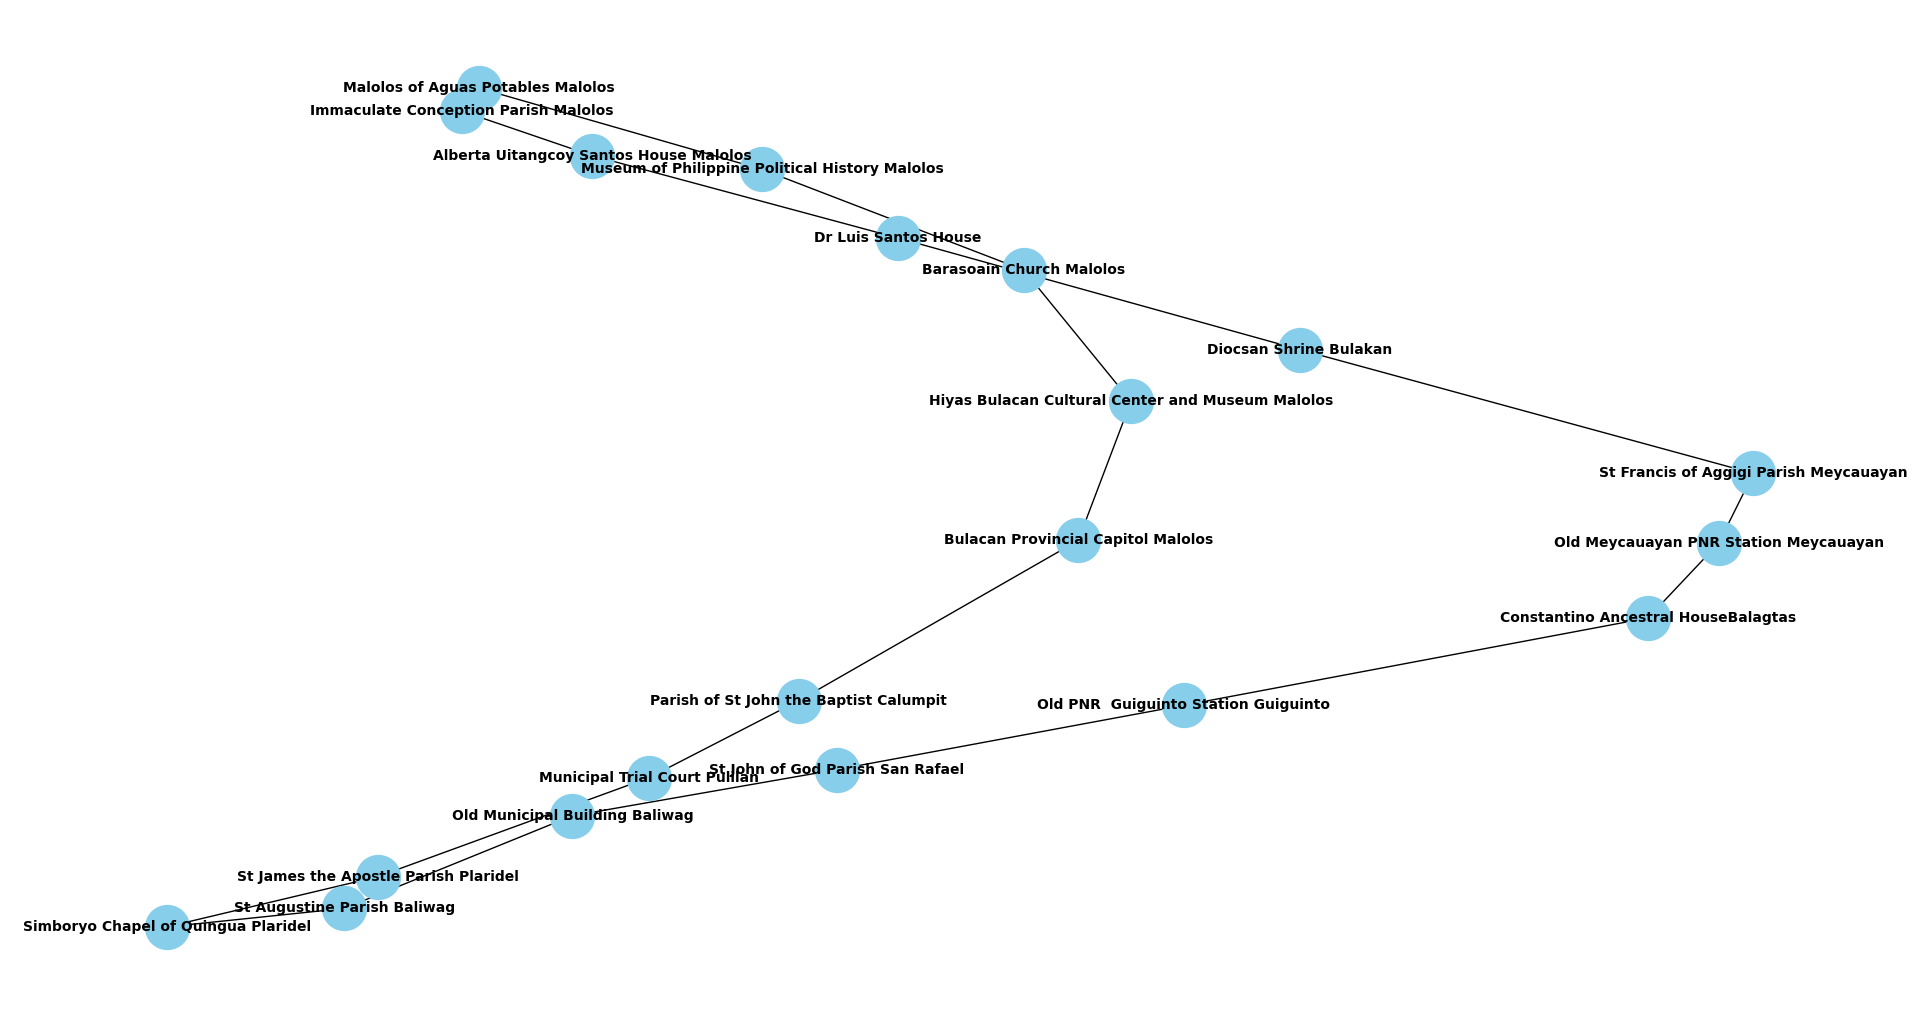 Malolos of Aguas Potables Malolos
Immaculate Conception Parish Malolos
Alberta Uitangcoy Santos House Malolos
Museum of Philippine Political History Malolos
Dr Luis Santos House
Barasoain Church Malolos
Diocsan Shrine Bulakan
Hiyas Bulacan Cultural Center and Museum Malolos
St Francis of Aggigi Parish Meycauayan
Bulacan Provincial Capitol Malolos
Old Meycauayan PNR Station Meycauayan
Constantino Ancestral HouseBalagtas
Parish of St John the Baptist Calumpit
Old PNR  Guiguinto Station Guiguinto
St John of God Parish San Rafael
Municipal Trial Court Pulilan
Old Municipal Building Baliwag
St James the Apostle Parish Plaridel
St Augustine Parish Baliwag
Simboryo Chapel of Quingua Plaridel